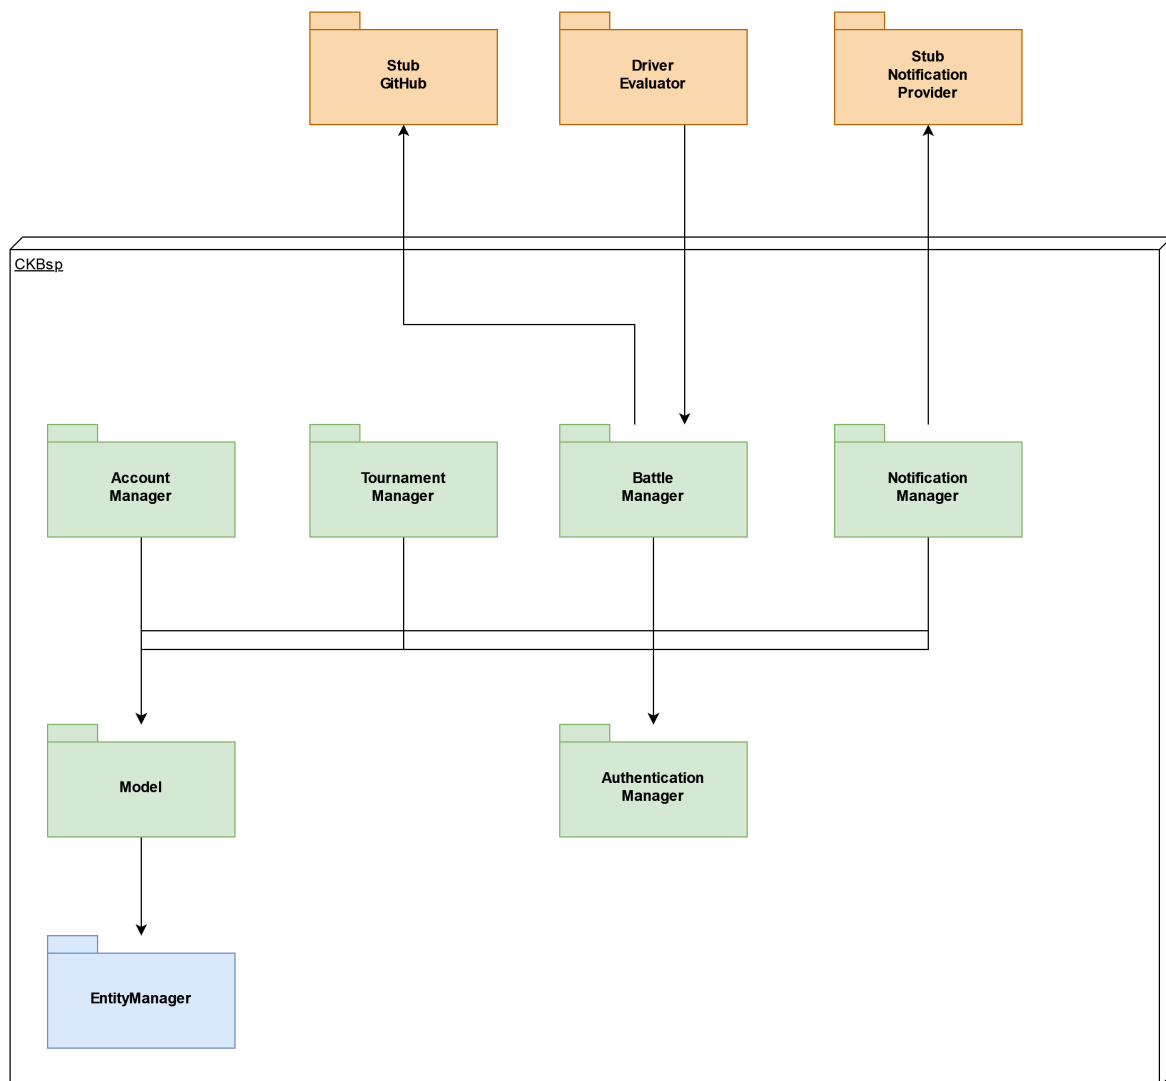 Stub
GitHub
Driver
Evaluator
Stub
Notification
Provider
CKBsp
Account
Manager
Tournament
Manager
Battle
Manager
Notification
Manager
Model
Authentication
Manager
EntityManager